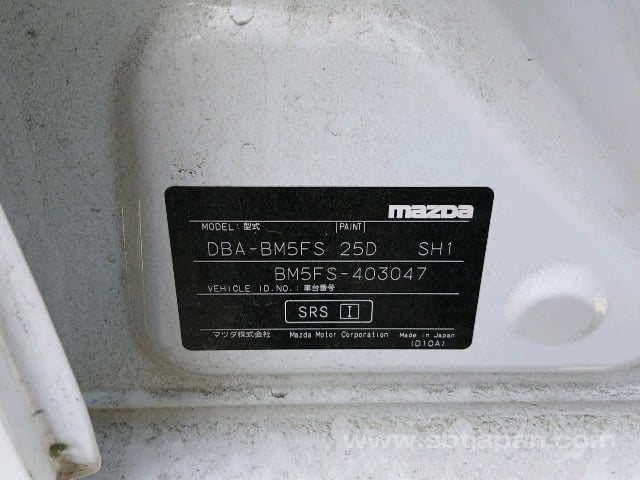 mazda
MODEL:型式 PAINT
DBA-BM5FS 25D SH1
BM5FS-403047
VEHICLE ID.NO.:車台番号
SRS I
マツダ株式会社 Mazda Motor Corporation Made in Japan
(D10A)
www.sbtjapan.com